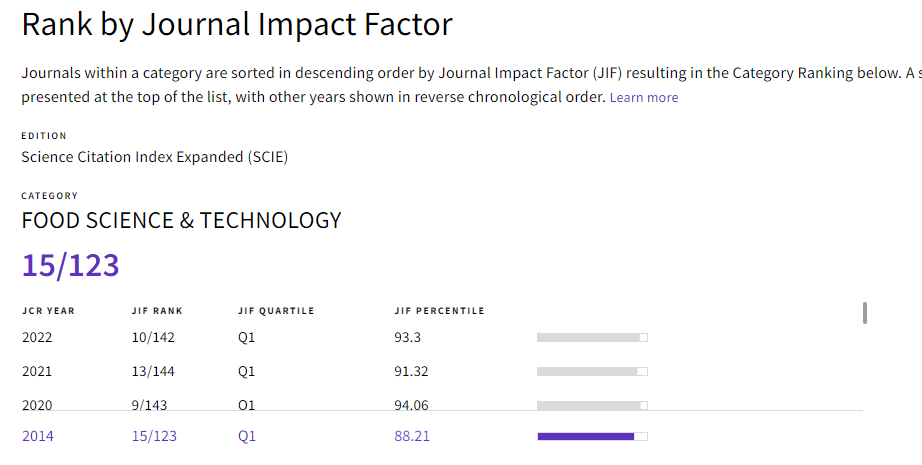 Rank by Journal Impact Factor
Journals within a category are sorted in descending order by Journal Impact Factor (JIF) resulting in the Category Ranking below. A
presented at the top of the list, with other years shown in reverse chronological order. Learn more
EDITION
Science Citation Index Expanded (SCIE)
CATEGORY
FOOD SCIENCE & TECHNOLOGY
15/123
JCR YEAR JIF RANK JIF QUARTILE JIF PERCENTILE
2022 10/142 Q1 93.3
2021 13/144 Q1 91.32
2020 9/143 Q1 94.06
2014 15/123 Q1 88.21